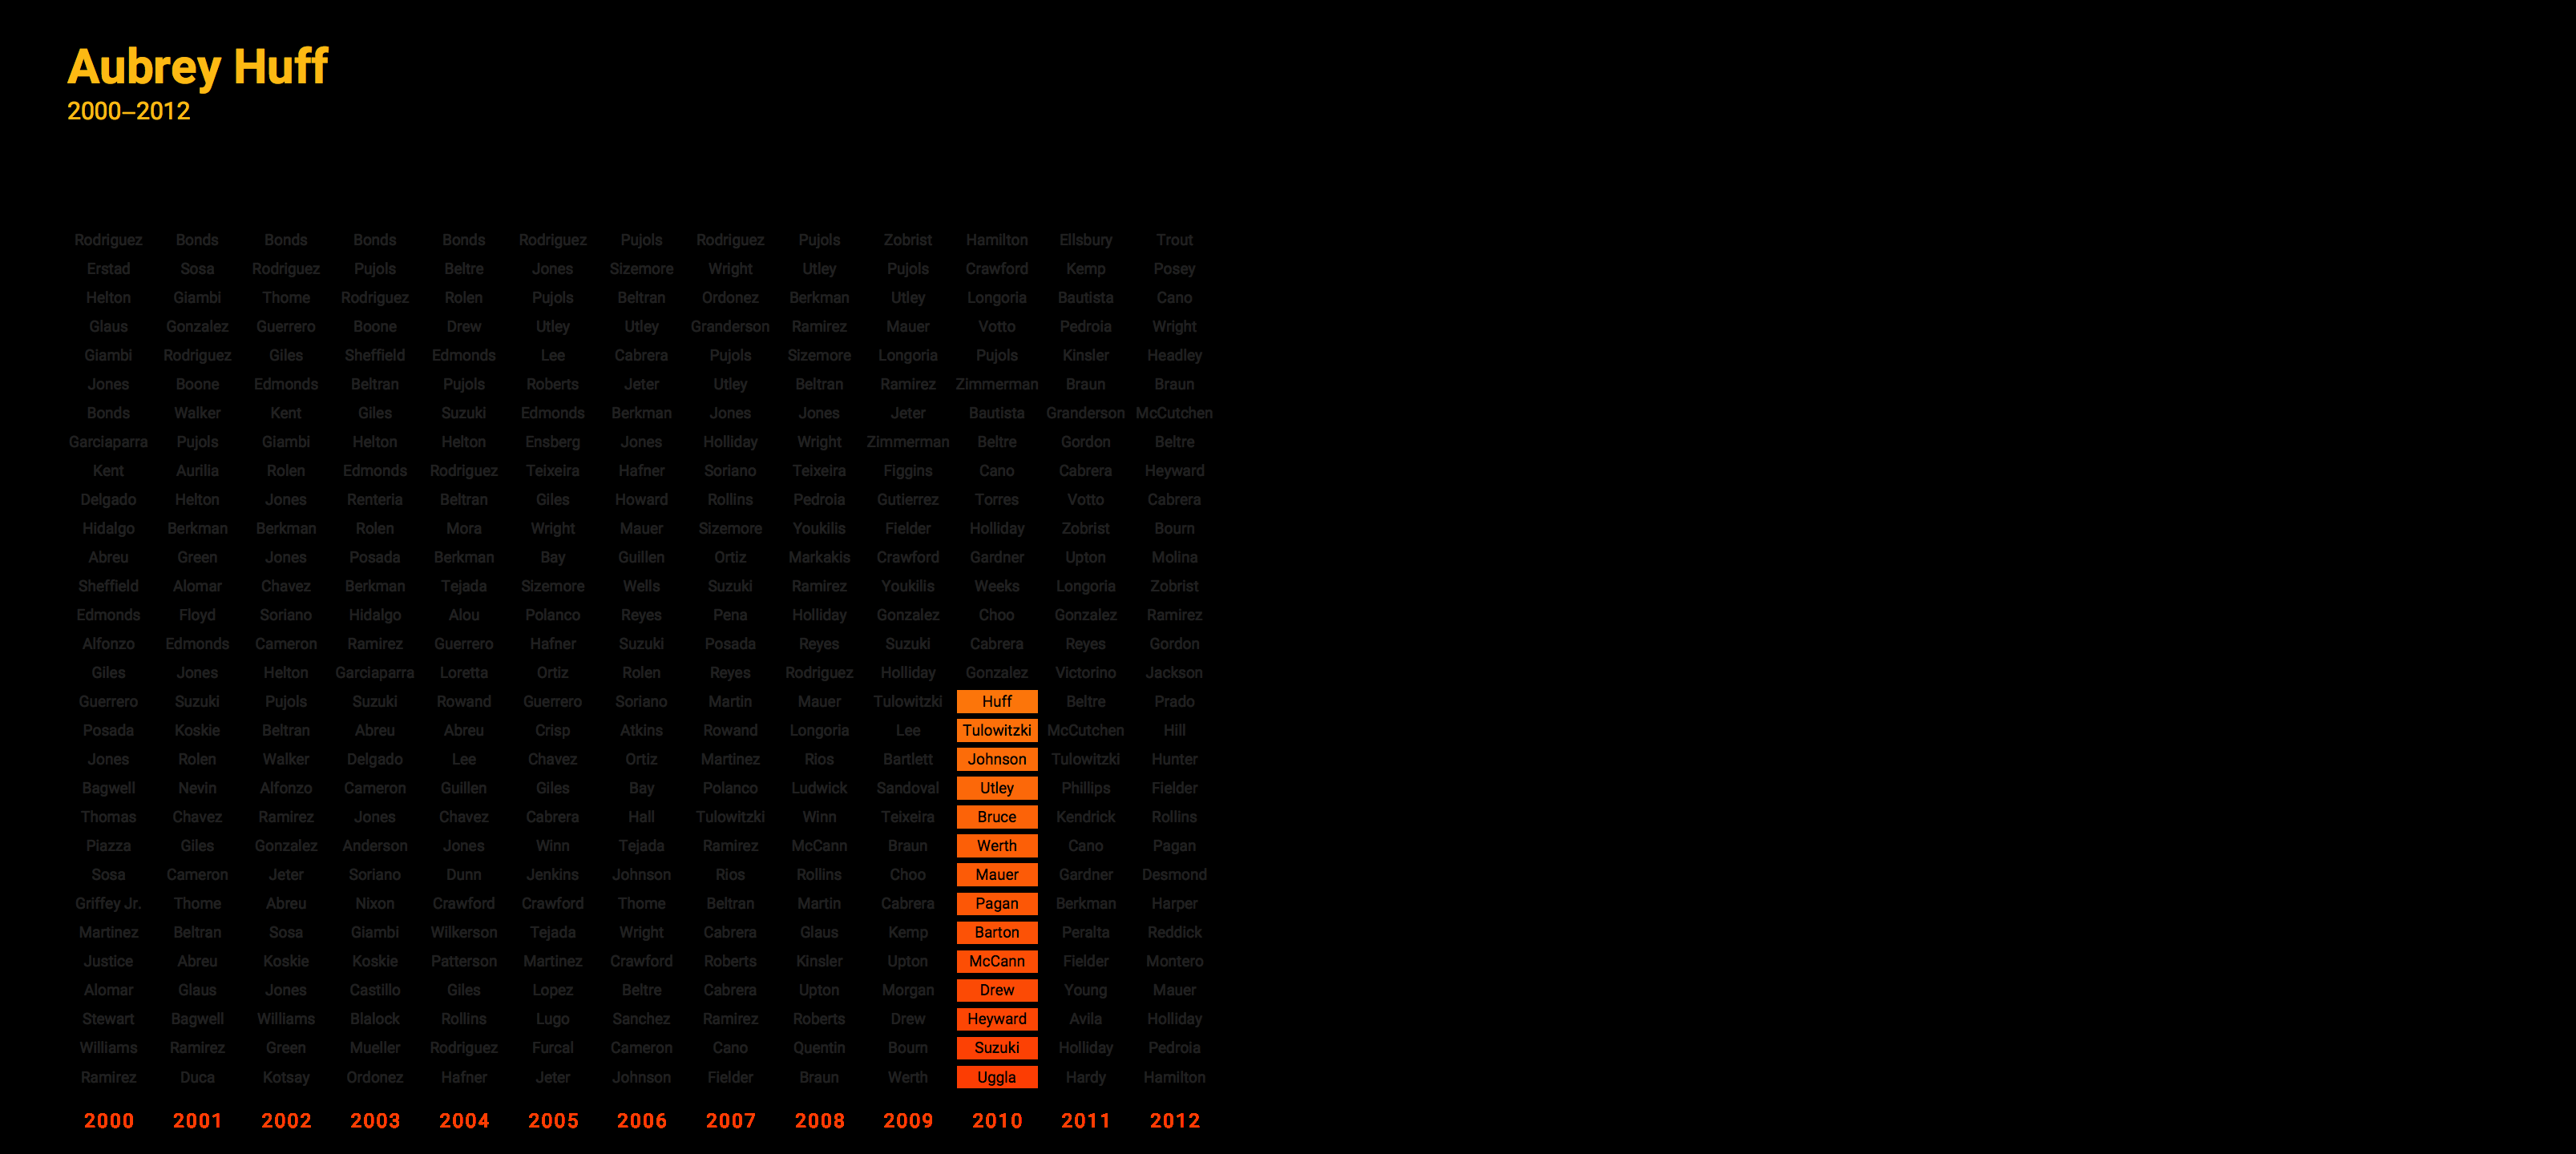 Aubrey Huff
2000–2012
Rodriguez Bonds Bonds Bonds Bonds Rodriguez Pujols Rodriguez Pujols Zobrist Hamilton Ellsbury Trout
Erstad Sosa Rodriguez Pujols Beltre Jones Sizemore Wright Utley Pujols Crawford Kemp Posey
Helton Giambi Thome Rodriguez Rolen Pujols Beltran Ordonez Berkman Utley Longoria Bautista Cano
Glaus Gonzalez Guerrero Boone Drew Utley Utley Granderson Ramirez Mauer Votto Pedroia Wright
Giambi Rodriguez Giles Sheffield Edmonds Lee Cabrera Pujols Sizemore Longoria Pujols Kinsler Headley
Jones Boone Edmonds Beltran Pujols Roberts Jeter Utley Beltran Ramirez Zimmerman Braun Braun
Bonds Walker Kent Giles Suzuki Edmonds Berkman Jones Jones Jeter Bautista Granderson McCutchen
Garciaparra Pujols Giambi Helton Helton Ensberg Jones Holliday Wright Zimmerman Beltre Gordon Beltre
Kent Aurilia Rolen Edmonds Rodriguez Teixeira Hafner Soriano Teixeira Figgins Cano Cabrera Heyward
Delgado Helton Jones Renteria Beltran Giles Howard Rollins Pedroia Gutierrez Torres Votto Cabrera
Hidalgo Berkman Berkman Rolen Mora Wright Mauer Sizemore Youkilis Fielder Holliday Zobrist Bourn
Abreu Green Jones Posada Berkman Bay Guillen Ortiz Markakis Crawford Gardner Upton Molina
Sheffield Alomar Chavez Berkman Tejada Sizemore Wells Suzuki Ramirez Youkilis Weeks Longoria Zobrist
Edmonds Floyd Soriano Hidalgo Alou Polanco Reyes Pena Holliday Gonzalez Choo Gonzalez Ramirez
Alfonzo Edmonds Cameron Ramirez Guerrero Hafner Suzuki Posada Reyes Suzuki Cabrera Reyes Gordon
Giles Jones Helton Garciaparra Loretta Ortiz Rolen Reyes Rodriguez Holliday Gonzalez Victorino Jackson
Guerrero Suzuki Pujols Suzuki Rowand Guerrero Soriano Martin Mauer Tulowitzki Huff Beltre Prado
Posada Koskie Beltran Abreu Abreu Crisp Atkins Rowand Longoria Lee Tulowitzki McCutchen Hill
Jones Rolen Walker Delgado Lee Chavez Ortiz Martinez Rios Bartlett Johnson Tulowitzki Hunter
Bagwell Nevin Alfonzo Cameron Guillen Giles Bay Polanco Ludwick Sandoval Utley Phillips Fielder
Thomas Chavez Ramirez Jones Chavez Cabrera Hall Tulowitzki Winn Teixeira Bruce Kendrick Rollins
Piazza Giles Gonzalez Anderson Jones Winn Tejada Ramirez McCann Braun Werth Cano Pagan
Sosa Cameron Jeter Soriano Dunn Jenkins Johnson Rios Rollins Choo Mauer Gardner Desmond
Griffey Jr. Thome Abreu Nixon Crawford Crawford Thome Beltran Martin Cabrera Pagan Berkman Harper
Martinez Beltran Sosa Giambi Wilkerson Tejada Wright Cabrera Glaus Kemp Barton Peralta Reddick
Justice Abreu Koskie Koskie Patterson Martinez Crawford Roberts Kinsler Upton McCann Fielder Montero
Alomar Glaus Jones Castillo Giles Lopez Beltre Cabrera Upton Morgan Drew Young Mauer
Stewart Bagwell Williams Blalock Rollins Lugo Sanchez Ramirez Roberts Drew Heyward Avila Holliday
Williams Ramirez Green Mueller Rodriguez Furcal Cameron Cano Quentin Bourn Suzuki Holliday Pedroia
Ramirez Duca Kotsay Ordonez Hafner Jeter Johnson Fielder Braun Werth Uggla Hardy Hamilton
2000 2001 2002 2003 2004 2005 2006 2007 2008 2009 2010 2011 2012